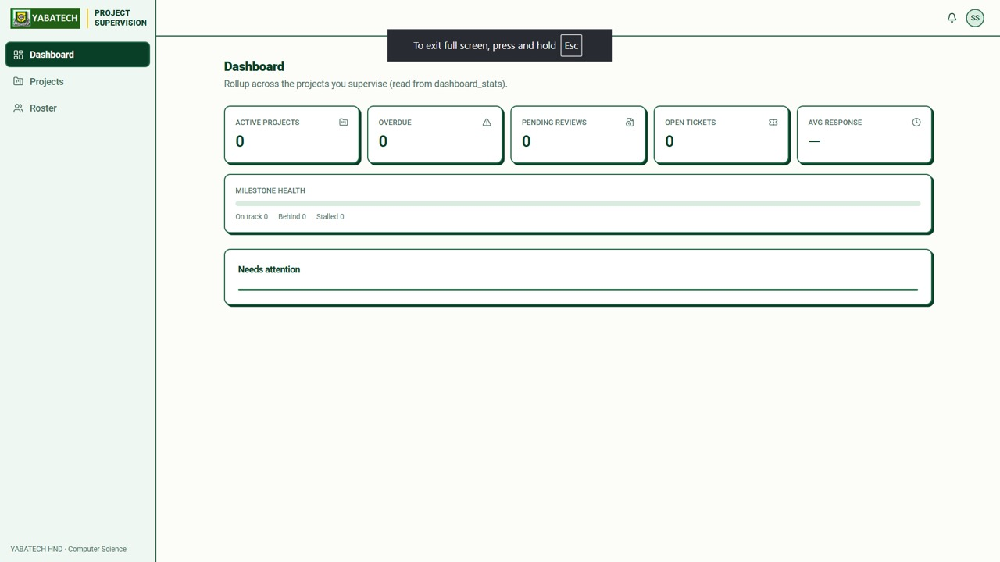 YABATECH
PROJECT
SUPERVISION
SS
To exit full screen, press and hold Esc
Dashboard
Projects
Roster
Dashboard
Rollup across the projects you supervise (read from dashboard_stats).
ACTIVE PROJECTS
0
OVERDUE
0
PENDING REVIEWS
0
OPEN TICKETS
0
AVG RESPONSE
—
MILESTONE HEALTH
On track 0 Behind 0 Stalled 0
Needs attention
YABATECH HND · Computer Science